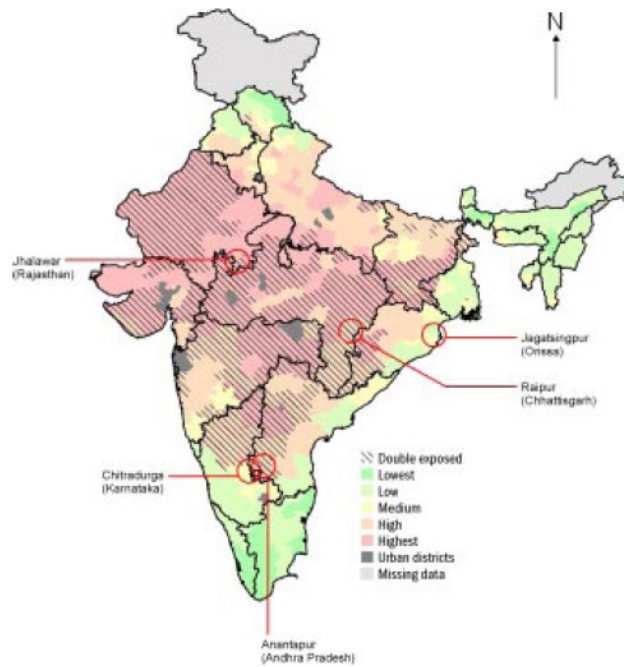 N
Jhalawar
(Rajasthan)
Jagatsingpur
(Orissa)
Raipur
(Chhattisgarh)
Chitradurga
(Karnataka)
Double exposed
Lowest
Low
Medium
High
Highest
Urban districts
Missing data
Anantapur
(Andhra Pradesh)